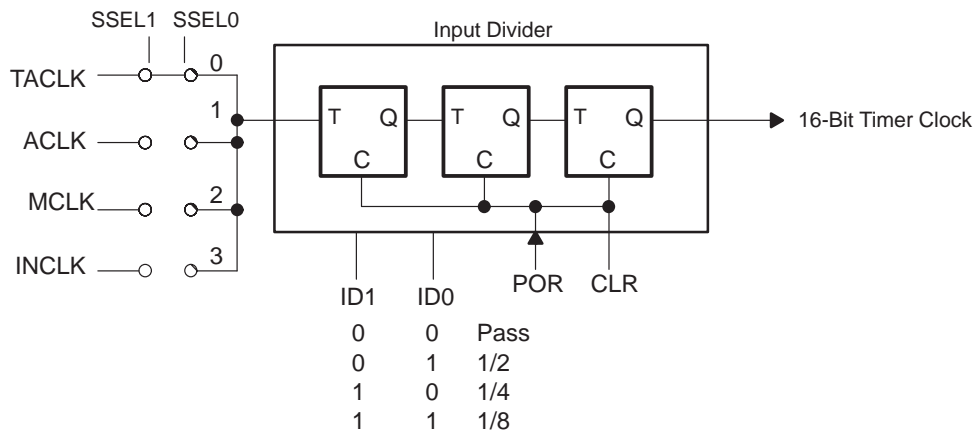 SSEL1 SSEL0
Input Divider
TACLK 0
1
T Q T Q T Q
16-Bit Timer Clock
ACLK
C C C
MCLK 2
INCLK 3
ID1 ID0 POR CLR
0 0 Pass
0 1 1/2
1 0 1/4
1 1 1/8